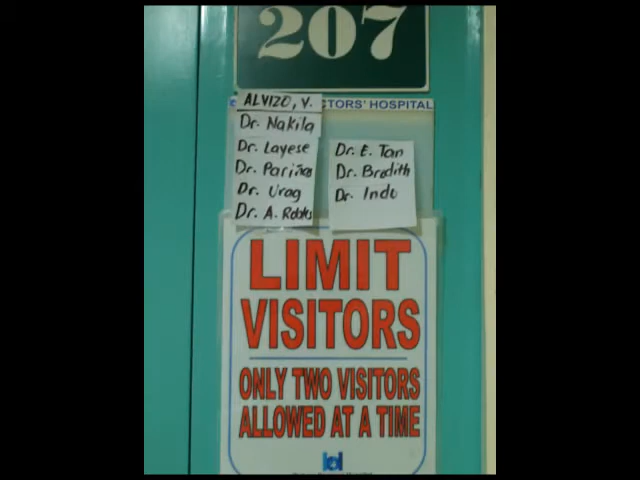 207
ALVIZO, V.
CTORS' HOSPITAL
Dr. Nakila
Dr. Layese
Dr. Pariñas
Dr. Urag
Dr. A. Robles
Dr. E. Tan
Dr. Brodith
Dr. Indo
LIMIT
VISITORS
ONLY TWO VISITORS
ALLOWED AT A TIME